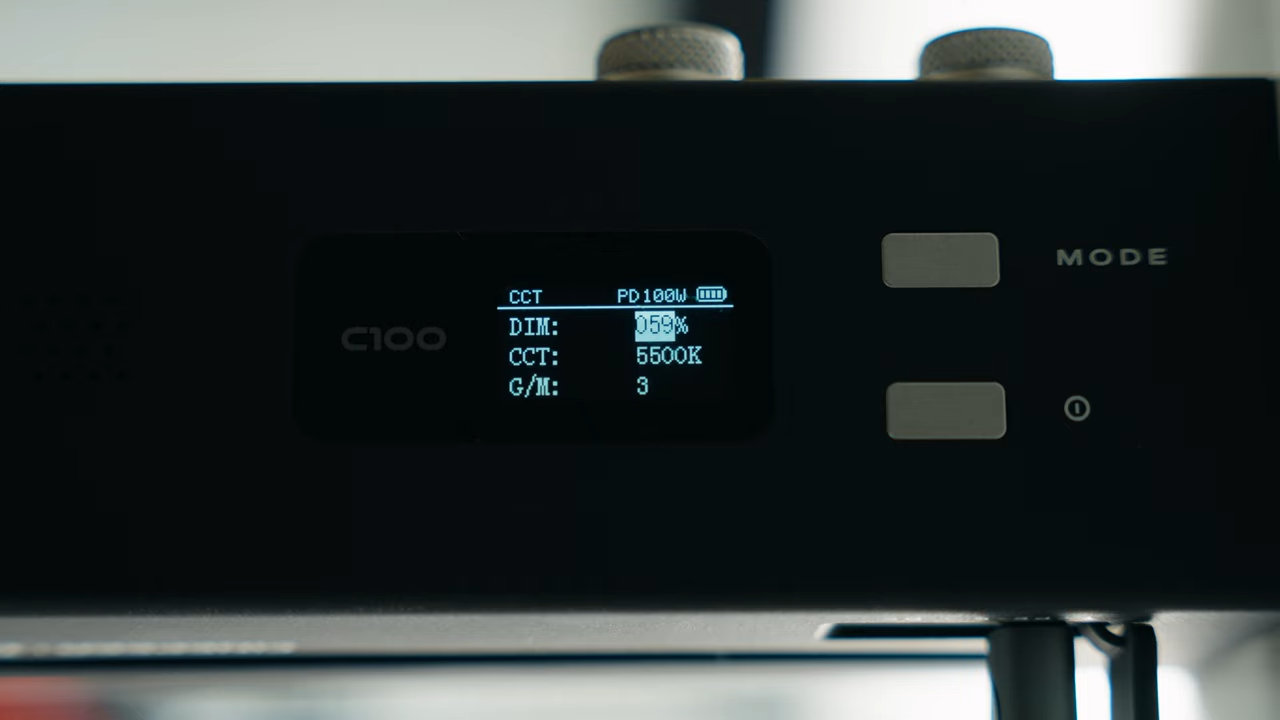 C100
CCT PD100W
DIM: 059%
CCT: 5500K
G/M: 3
MODE